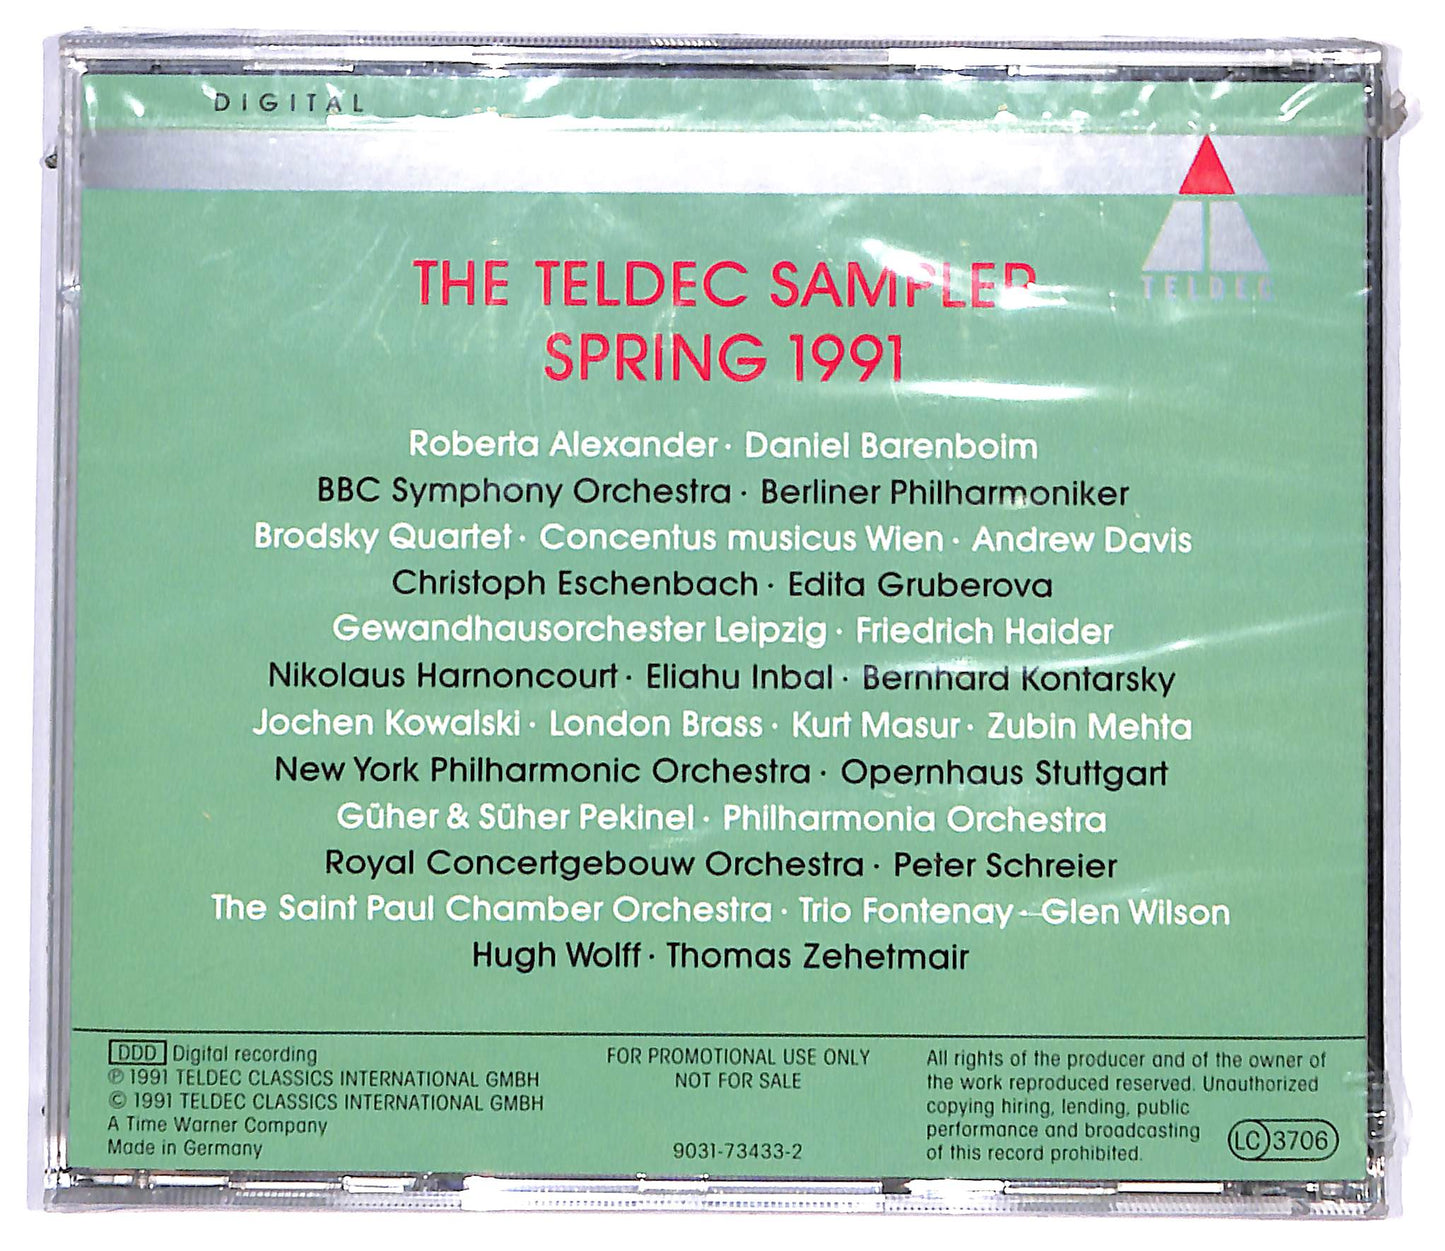 DIGITAL
TELDEC
THE TELDEC SAMPLER
SPRING 1991
Roberta Alexander · Daniel Barenboim
BBC Symphony Orchestra · Berliner Philharmoniker
Brodsky Quartet · Concentus musicus Wien · Andrew Davis
Christoph Eschenbach · Edita Gruberova
Gewandhausorchester Leipzig · Friedrich Haider
Nikolaus Harnoncourt · Eliahu Inbal · Bernhard Kontarsky
Jochen Kowalski · London Brass · Kurt Masur · Zubin Mehta
New York Philharmonic Orchestra · Opernhaus Stuttgart
Güher & Süher Pekinel · Philharmonia Orchestra
Royal Concertgebouw Orchestra · Peter Schreier
The Saint Paul Chamber Orchestra · Trio Fontenay · Glen Wilson
Hugh Wolff · Thomas Zehetmair
DDD Digital recording
℗ 1991 TELDEC CLASSICS INTERNATIONAL GMBH
© 1991 TELDEC CLASSICS INTERNATIONAL GMBH
A Time Warner Company
Made in Germany
FOR PROMOTIONAL USE ONLY
NOT FOR SALE
9031-73433-2
All rights of the producer and of the owner of
the work reproduced reserved. Unauthorized
copying hiring, lending, public
performance and broadcasting
of this record prohibited.
LC 3706